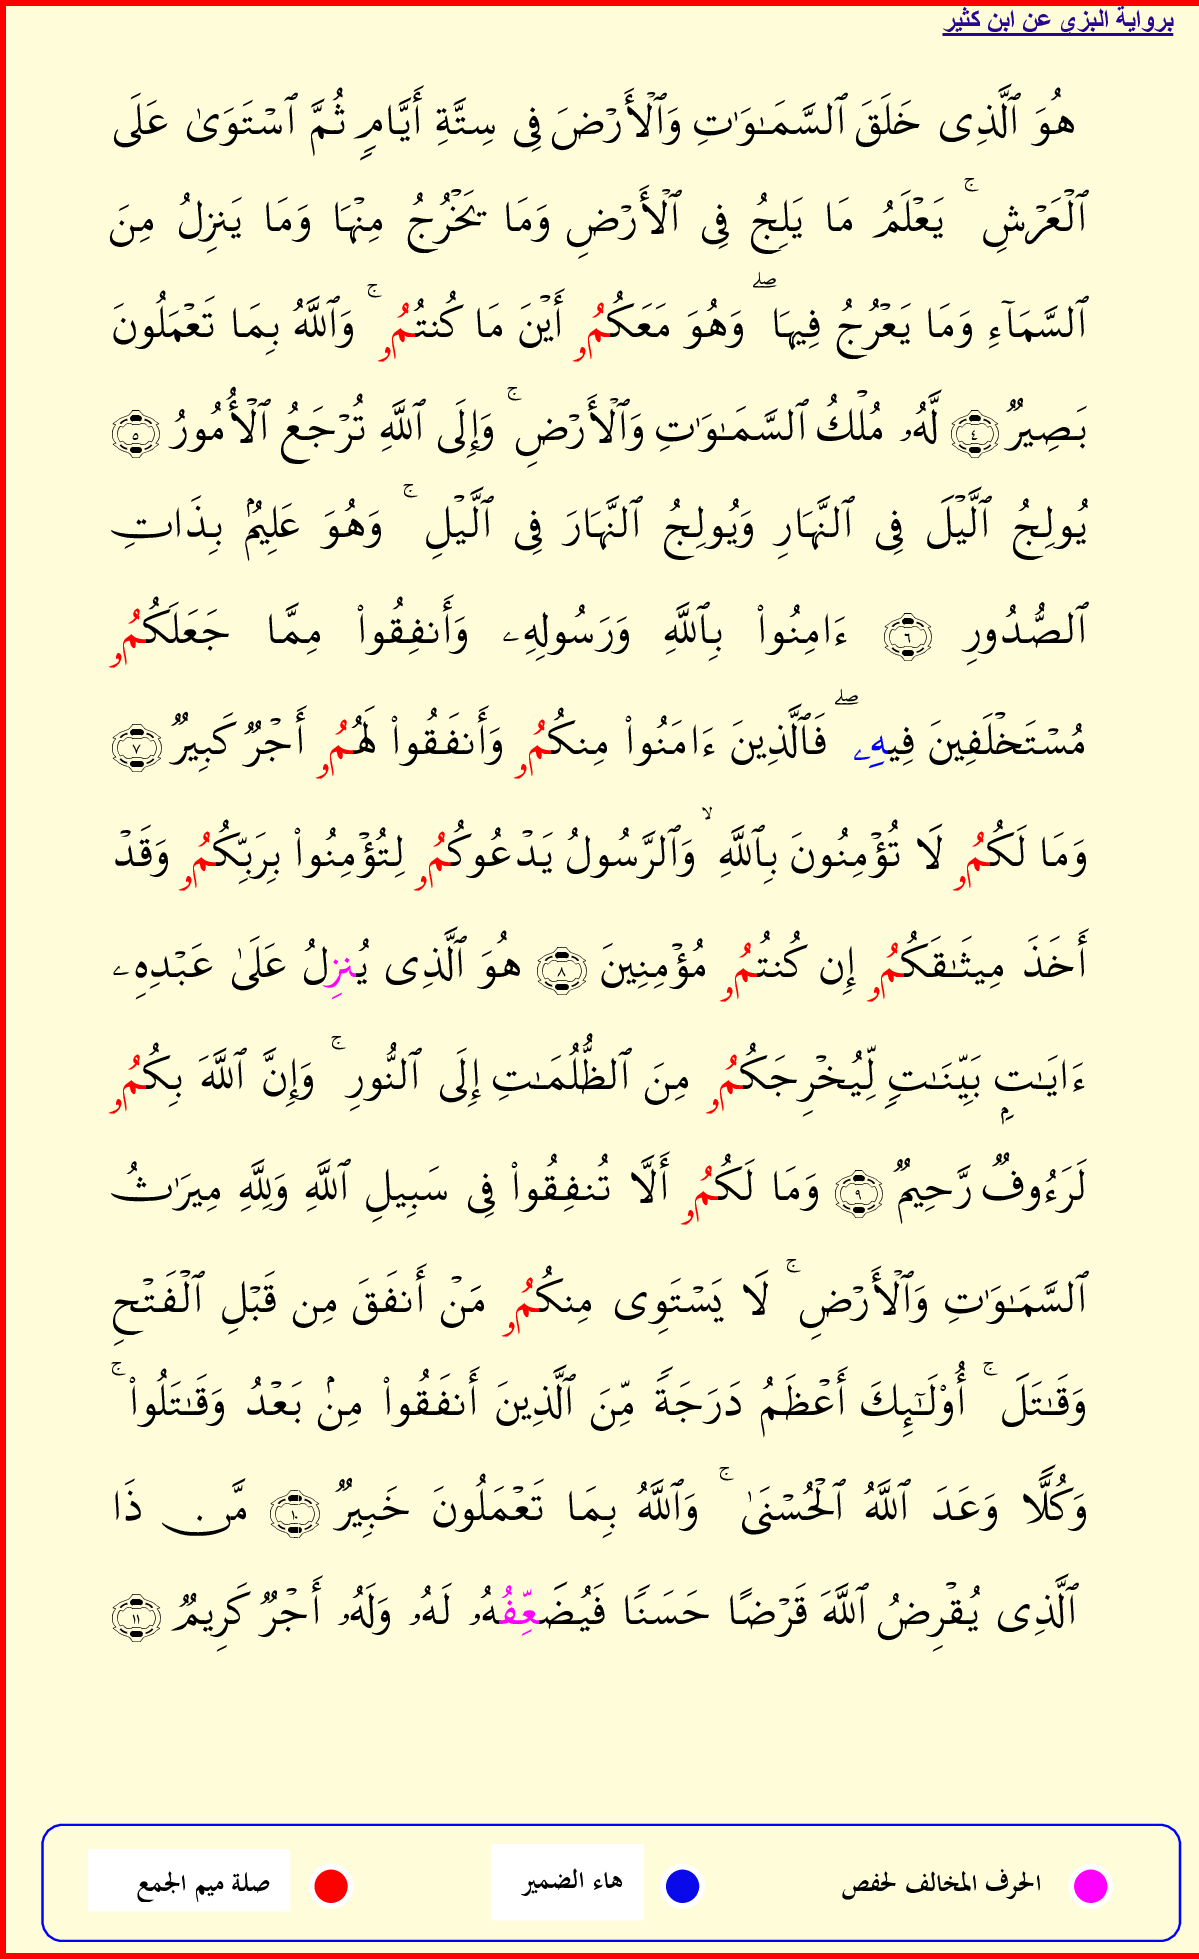 برواية البزى عن ابن كثير
هُوَ ٱلَّذِى خَلَقَ ٱلسَّمَـٰوَٰتِ وَٱلْأَرْضَ فِى سِتَّةِ أَيَّامٍ ثُمَّ ٱسْتَوَىٰ عَلَى
ٱلْعَرْشِ ۚ يَعْلَمُ مَا يَلِجُ فِى ٱلْأَرْضِ وَمَا يَخْرُجُ مِنْهَا وَمَا يَنزِلُ مِنَ
ٱلسَّمَآءِ وَمَا يَعْرُجُ فِيهَا ۖ وَهُوَ مَعَكُمُۥ أَيْنَ مَا كُنتُمُۥ ۚ وَٱللَّهُ بِمَا تَعْمَلُونَ
بَصِيرٌ ٤ لَّهُۥ مُلْكُ ٱلسَّمَـٰوَٰتِ وَٱلْأَرْضِ ۚ وَإِلَى ٱللَّهِ تُرْجَعُ ٱلْأُمُورُ ٥
يُولِجُ ٱلَّيْلَ فِى ٱلنَّهَارِ وَيُولِجُ ٱلنَّهَارَ فِى ٱلَّيْلِ ۚ وَهُوَ عَلِيمُۢ بِذَاتِ
ٱلصُّدُورِ ٦ ءَامِنُوا۟ بِٱللَّهِ وَرَسُولِهِۦ وَأَنفِقُوا۟ مِمَّا جَعَلَكُمُۥ
مُسْتَخْلَفِينَ فِيهِۦ ۖ فَٱلَّذِينَ ءَامَنُوا۟ مِنكُمُۥ وَأَنفَقُوا۟ لَهُمُۥ أَجْرٌ كَبِيرٌ ٧
وَمَا لَكُمُۥ لَا تُؤْمِنُونَ بِٱللَّهِ ۙ وَٱلرَّسُولُ يَدْعُوكُمُۥ لِتُؤْمِنُوا۟ بِرَبِّكُمُۥ وَقَدْ
أَخَذَ مِيثَـٰقَكُمُۥ إِن كُنتُمُۥ مُؤْمِنِينَ ٨ هُوَ ٱلَّذِى يُنزِلُ عَلَىٰ عَبْدِهِۦ
ءَايَـٰتٍۭ بَيِّنَـٰتٍ لِّيُخْرِجَكُمُۥ مِنَ ٱلظُّلُمَـٰتِ إِلَى ٱلنُّورِ ۚ وَإِنَّ ٱللَّهَ بِكُمُۥ
لَرَءُوفٌ رَّحِيمٌ ٩ وَمَا لَكُمُۥ أَلَّا تُنفِقُوا۟ فِى سَبِيلِ ٱللَّهِ وَلِلَّهِ مِيرَٰثُ
ٱلسَّمَـٰوَٰتِ وَٱلْأَرْضِ ۚ لَا يَسْتَوِى مِنكُمُۥ مَنْ أَنفَقَ مِن قَبْلِ ٱلْفَتْحِ
وَقَـٰتَلَ ۚ أُوْلَـٰٓئِكَ أَعْظَمُ دَرَجَةً مِّنَ ٱلَّذِينَ أَنفَقُوا۟ مِنۢ بَعْدُ وَقَـٰتَلُوا۟ ۚ
وَكُلًّا وَعَدَ ٱللَّهُ ٱلْحُسْنَىٰ ۚ وَٱللَّهُ بِمَا تَعْمَلُونَ خَبِيرٌ ١٠ مَّن ذَا
ٱلَّذِى يُقْرِضُ ٱللَّهَ قَرْضًا حَسَنًا فَيُضَعِّفُهُۥ لَهُۥ وَلَهُۥ أَجْرٌ كَرِيمٌ ١١
الحرف المخالف لحفص هاء الضمير صلة ميم الجمع